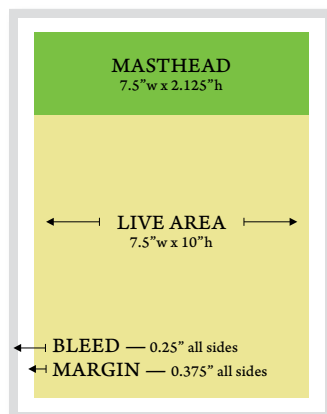 MASTHEAD
7.5”w x 2.125”h
LIVE AREA
7.5”w x 10”h
BLEED — 0.25” all sides
MARGIN — 0.375” all sides